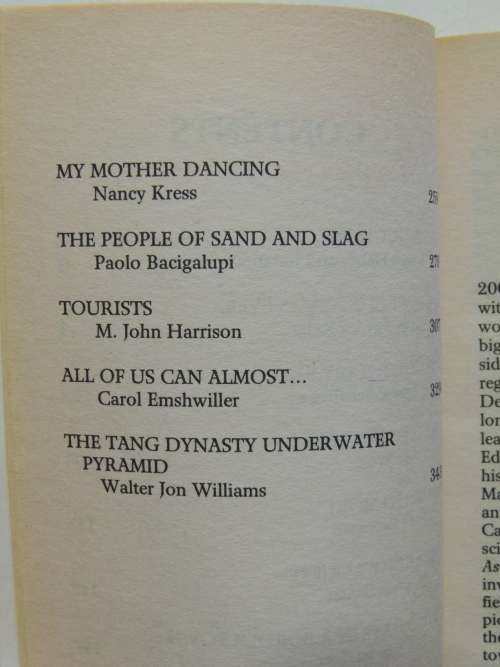 MY MOTHER DANCING
Nancy Kress
THE PEOPLE OF SAND AND SLAG
Paolo Bacigalupi
TOURISTS
M. John Harrison
307
ALL OF US CAN ALMOST...
Carol Emshwiller
THE TANG DYNASTY UNDERWATER
PYRAMID
Walter Jon Williams